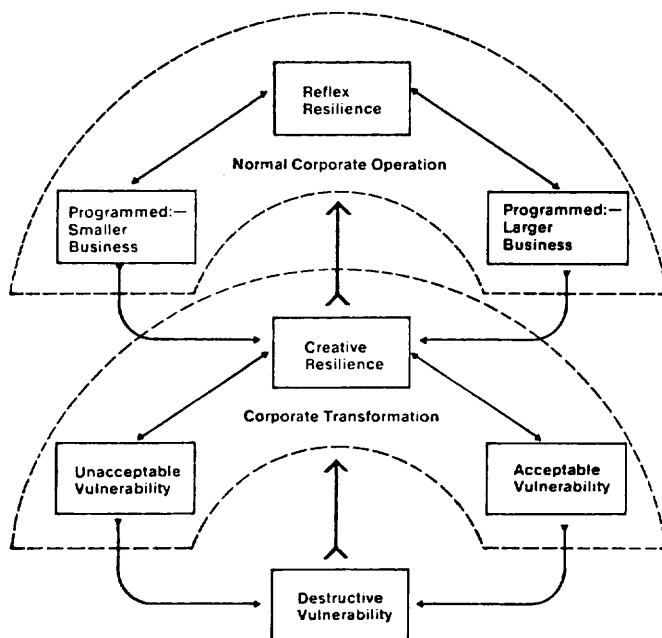 Reflex
Resilience
Normal Corporate Operation
Programmed:—
Smaller
Business
Programmed:—
Larger
Business
Creative
Resilience
Corporate Transformation
Unacceptable
Vulnerability
Acceptable
Vulnerability
Destructive
Vulnerability